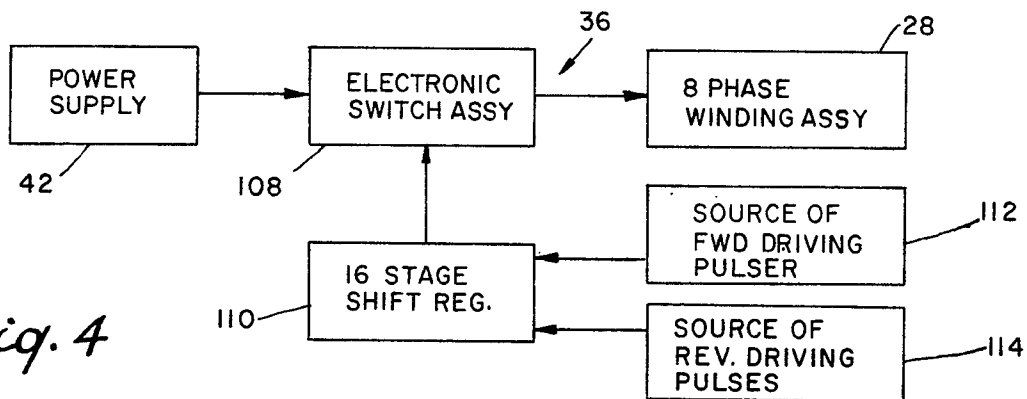 36
28
POWER
SUPPLY
ELECTRONIC
SWITCH ASSY
8 PHASE
WINDING ASSY
42
108
SOURCE OF
FWD DRIVING
PULSER
112
16 STAGE
SHIFT REG.
110
SOURCE OF
REV. DRIVING
PULSES
114
ig. 4